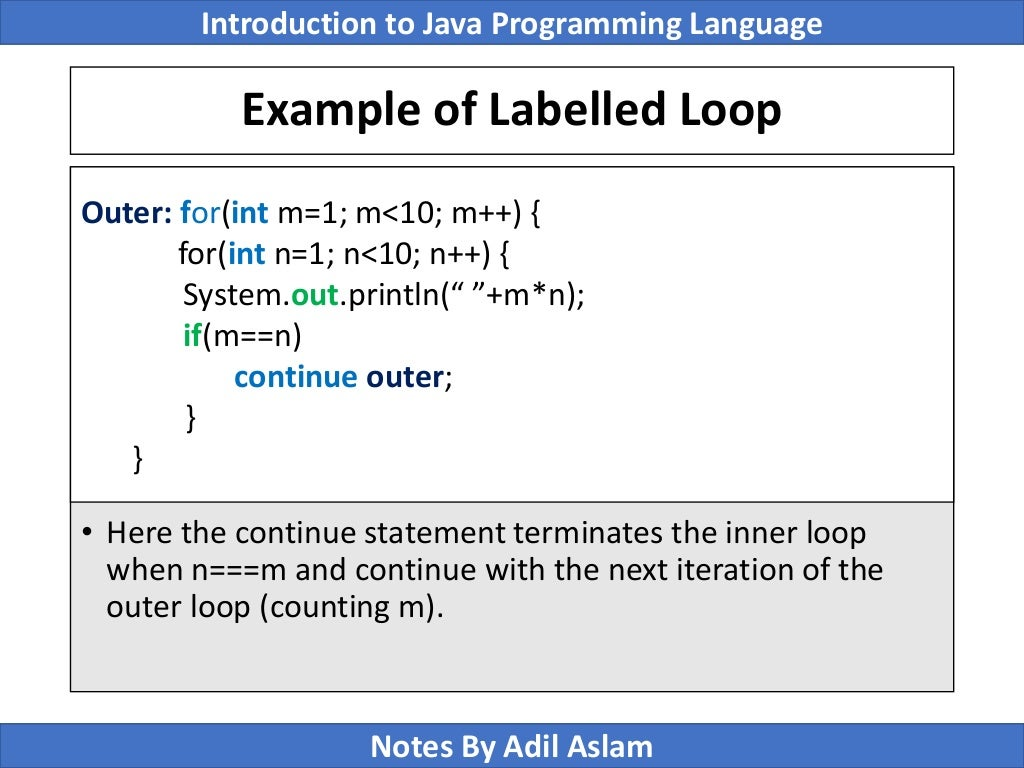 Introduction to Java Programming Language
Example of Labelled Loop
Outer: for(int m=1; m<10; m++) {
for(int n=1; n<10; n++) {
System.out.println(“ ”+m*n);
if(m==n)
continue outer;
}
}
• Here the continue statement terminates the inner loop
when n===m and continue with the next iteration of the
outer loop (counting m).
Notes By Adil Aslam